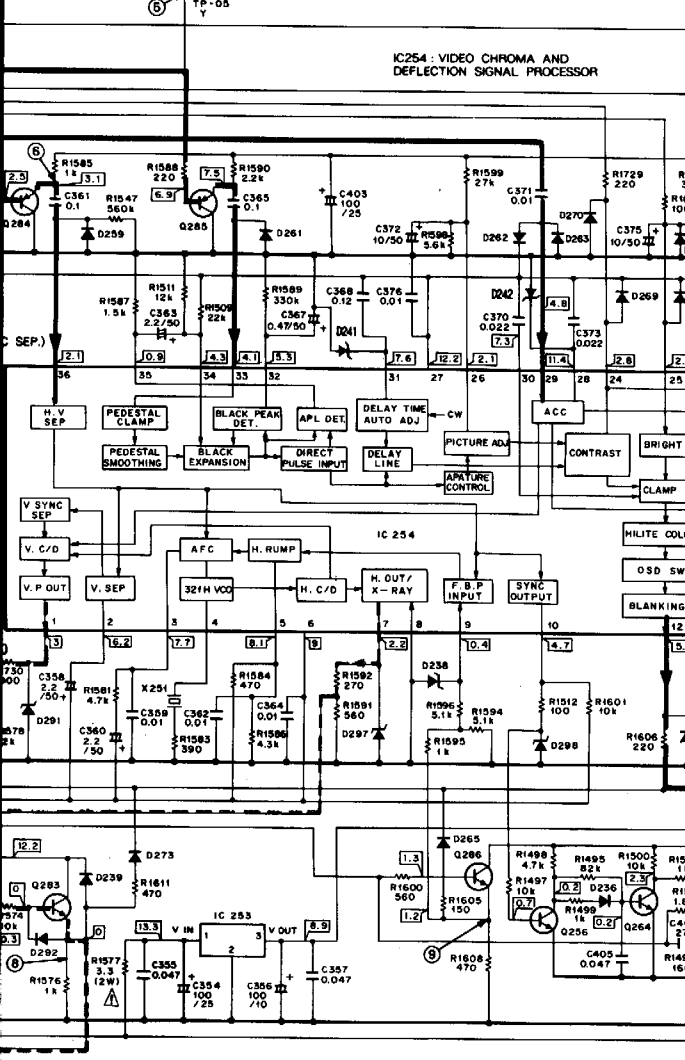 5
TP-05
Y
IC254 : VIDEO CHROMA AND
DEFLECTION SIGNAL PROCESSOR
6
R1585
1k
2.5
3.1
C361
0.1
Q284
R1547
560k
D259
R1588
220
7.5
6.9
R1590
2.2k
C365
0.1
Q285
D261
C403
100
/25
C372
10/50
R1598
5.6k
R1599
27k
C371
0.01
R1729
220
D270
D262
D263
C375
10/50
R1587
1.5k
R1511
12k
C363
2.2/50
R1509
22k
R1589
330k
C367
0.47/50
C368
0.12
C376
0.01
D241
D242
4.8
C370
0.022
7.3
C373
0.022
D269
C SEP.)
2.1
0.9
4.3
4.1
5.3
7.6
12.2
2.1
11.4
2.8
36
35
34
33
32
31
27
26
30
29
28
24
25
H.V
SEP
PEDESTAL
CLAMP
BLACK PEAK
DET.
APL DET.
DELAY TIME
AUTO ADJ
CW
ACC
PEDESTAL
SMOOTHING
BLACK
EXPANSION
DIRECT
PULSE INPUT
DELAY
LINE
PICTURE ADJ
APATURE
CONTROL
CONTRAST
BRIGHT
CLAMP
V SYNC
SEP
IC 254
V. C/D
AFC
H. RUMP
HILITE COL
V. P OUT
V. SEP
321H VCO
H. C/D
H. OUT/
X-RAY
F.B.P
INPUT
SYNC
OUTPUT
OSD SW
BLANKING
1
2
3
4
5
6
7
8
9
10
12
3
6.2
7.7
8.1
9
2.2
0.4
4.7
5.
730
C358
2.2
/50
D291
R1581
4.7k
C359
0.01
X251
C360
2.2
/50
R1583
390
C362
0.01
R1584
470
R1586
4.3k
C364
0.01
R1592
270
R1591
560
D297
D238
R1596
5.1k
R1594
5.1k
R1595
1k
R1512
100
D298
R1601
10k
R1606
220
1578
2k
12.2
D273
Q283
D239
R1611
470
0
1574
10k
0.3
D292
0
8
R1576
1k
R1577
3.3
(2W)
13.3
V IN
IC 253
V OUT
8.9
1
2
3
C355
0.047
C354
100
/25
C356
100
/10
C357
0.047
1.3
R1600
560
1.2
D265
Q286
R1605
150
9
R1608
470
R1498
4.7k
R1497
10k
0.7
Q256
R1495
82k
0.2
D236
R1499
1k
0.2
R1500
10k
2.3
Q264
C405
0.047